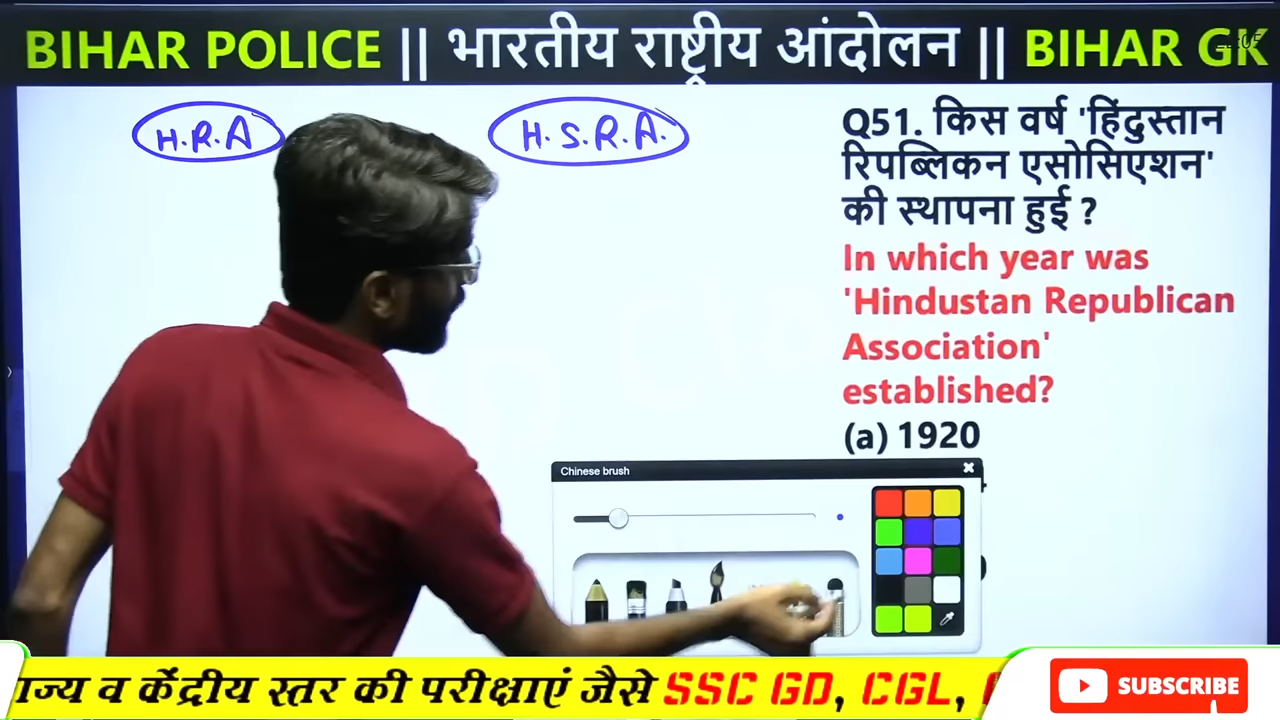 BIHAR POLICE || भारतीय राष्ट्रीय आंदोलन || BIHAR GK
H.R.A
H.S.R.A.
Q51. किस वर्ष 'हिंदुस्तान
रिपब्लिकन एसोसिएशन'
की स्थापना हुई ?
In which year was
'Hindustan Republican
Association'
established?
(a) 1920
Chinese brush
व केंद्रीय स्तर की परीक्षाएं जैसे SSC GD, CGL,
SUBSCRIBE